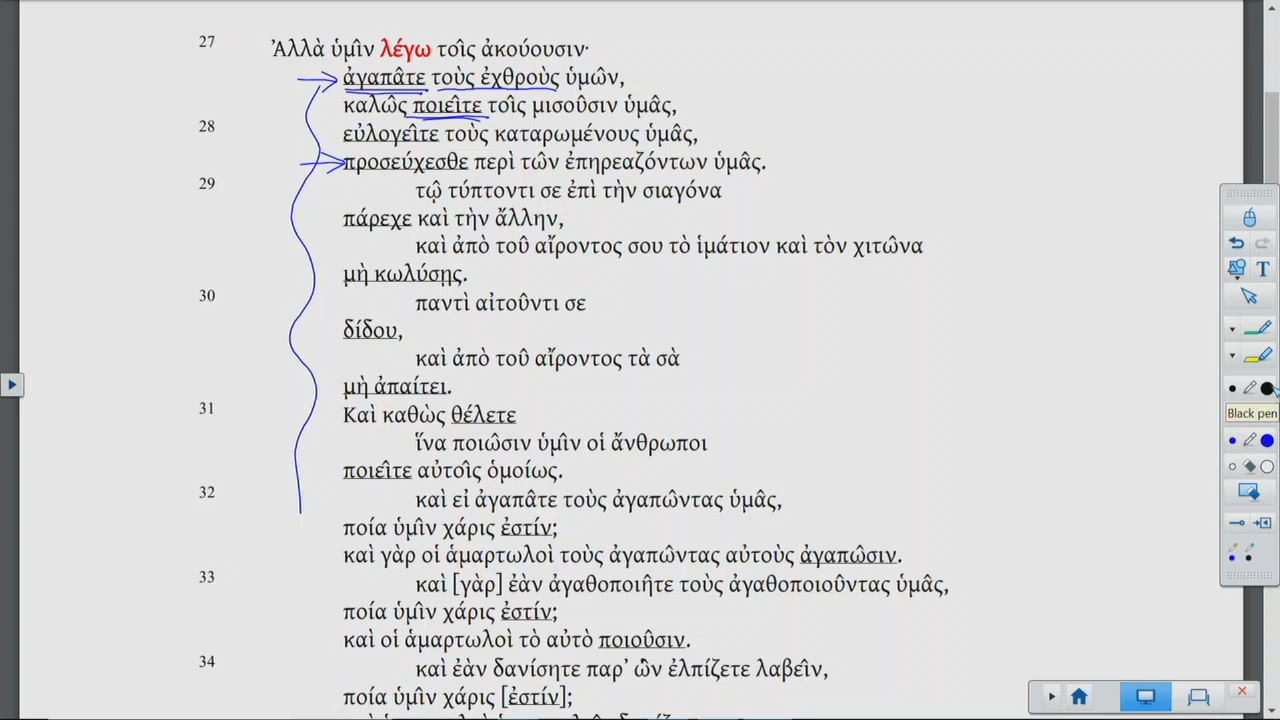 27 Ἀλλὰ ὑμῖν λέγω τοῖς ἀκούουσιν·
ἀγαπᾶτε τοὺς ἐχθροὺς ὑμῶν,
καλῶς ποιεῖτε τοῖς μισοῦσιν ὑμᾶς,
28 εὐλογεῖτε τοὺς καταρωμένους ὑμᾶς,
προσεύχεσθε περὶ τῶν ἐπηρεαζόντων ὑμᾶς.
29 τῷ τύπτοντι σε ἐπὶ τὴν σιαγόνα
πάρεχε καὶ τὴν ἄλλην,
καὶ ἀπὸ τοῦ αἴροντος σου τὸ ἱμάτιον καὶ τὸν χιτῶνα
μὴ κωλύσῃς.
30 παντὶ αἰτοῦντι σε
δίδου,
καὶ ἀπὸ τοῦ αἴροντος τὰ σὰ
μὴ ἀπαίτει.
31 Καὶ καθὼς θέλετε
ἵνα ποιῶσιν ὑμῖν οἱ ἄνθρωποι
ποιεῖτε αὐτοῖς ὁμοίως.
32 καὶ εἰ ἀγαπᾶτε τοὺς ἀγαπῶντας ὑμᾶς,
ποία ὑμῖν χάρις ἐστίν;
καὶ γὰρ οἱ ἁμαρτωλοὶ τοὺς ἀγαπῶντας αὐτοὺς ἀγαπῶσιν.
33 καὶ [γὰρ] ἐὰν ἀγαθοποιῆτε τοὺς ἀγαθοποιοῦντας ὑμᾶς,
ποία ὑμῖν χάρις ἐστίν;
καὶ οἱ ἁμαρτωλοὶ τὸ αὐτὸ ποιοῦσιν.
34 καὶ ἐὰν δανίσητε παρ’ ὧν ἐλπίζετε λαβεῖν,
ποία ὑμῖν χάρις [ἐστίν];
T
Black pen